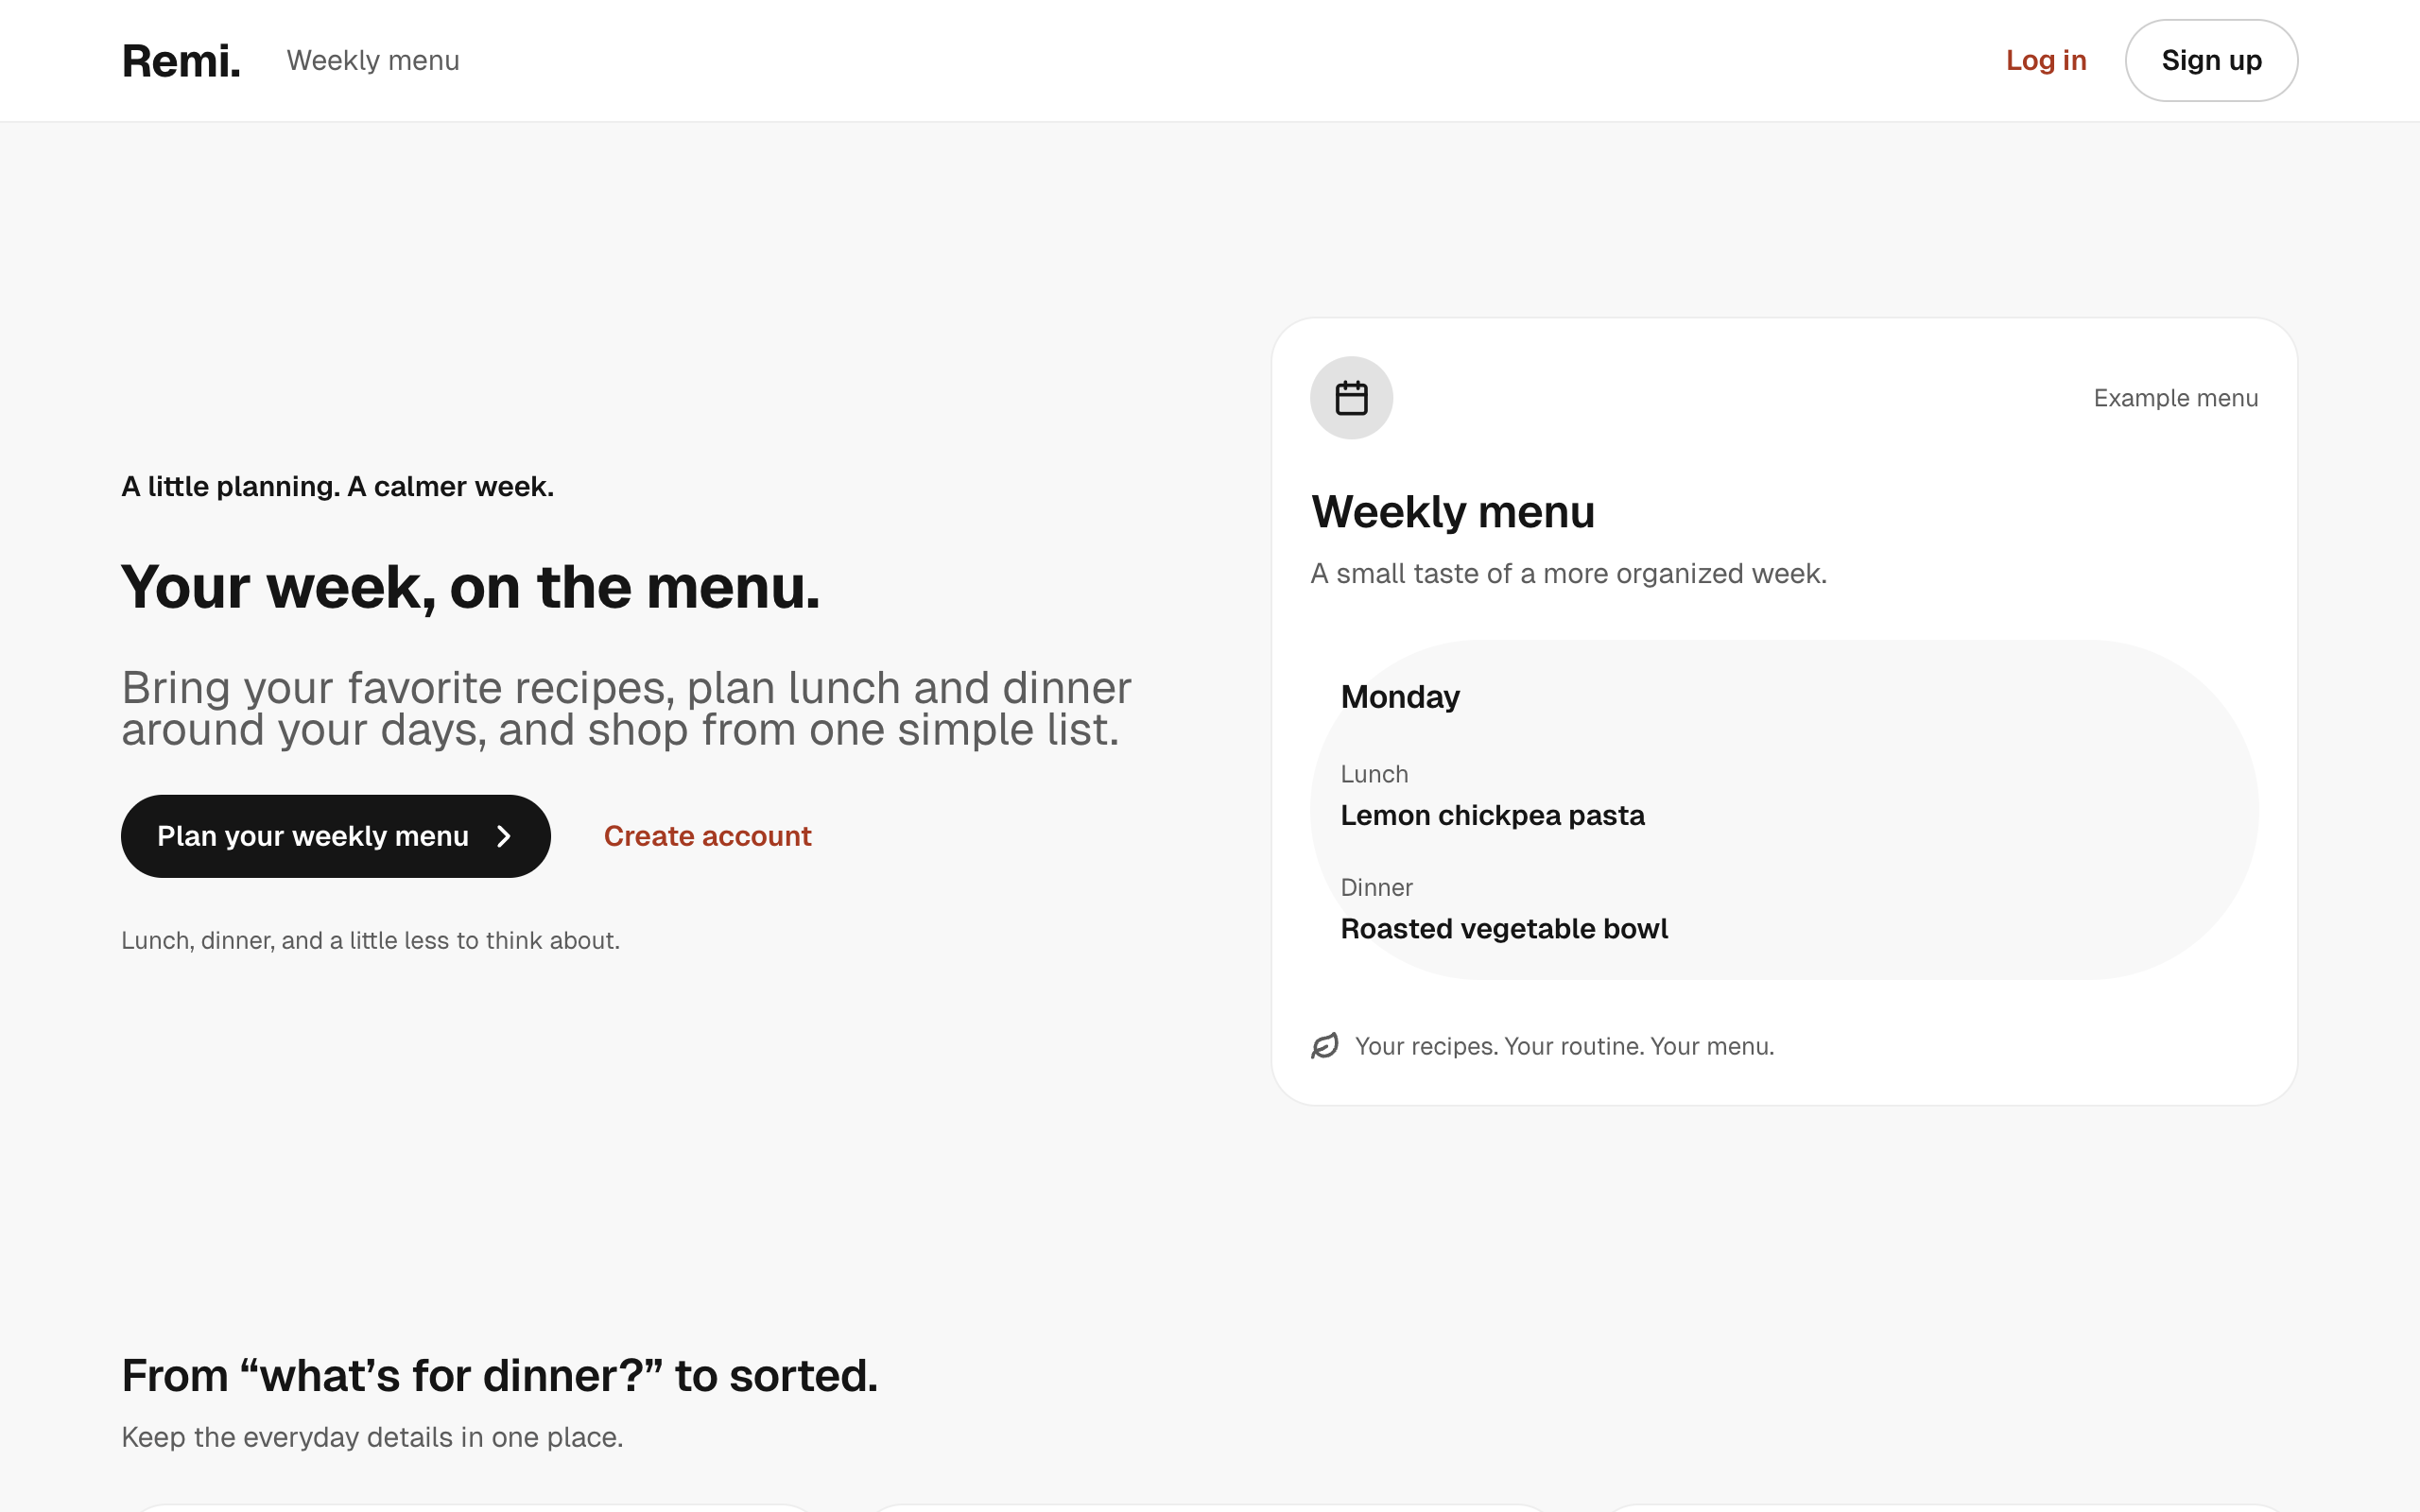 Remi.
Weekly menu
Log in
Sign up
A little planning. A calmer week.
Your week, on the menu.
Bring your favorite recipes, plan lunch and dinner
around your days, and shop from one simple list.
Plan your weekly menu
Create account
Lunch, dinner, and a little less to think about.
Example menu
Weekly menu
A small taste of a more organized week.
Monday
Lunch
Lemon chickpea pasta
Dinner
Roasted vegetable bowl
Your recipes. Your routine. Your menu.
From “what’s for dinner?” to sorted.
Keep the everyday details in one place.